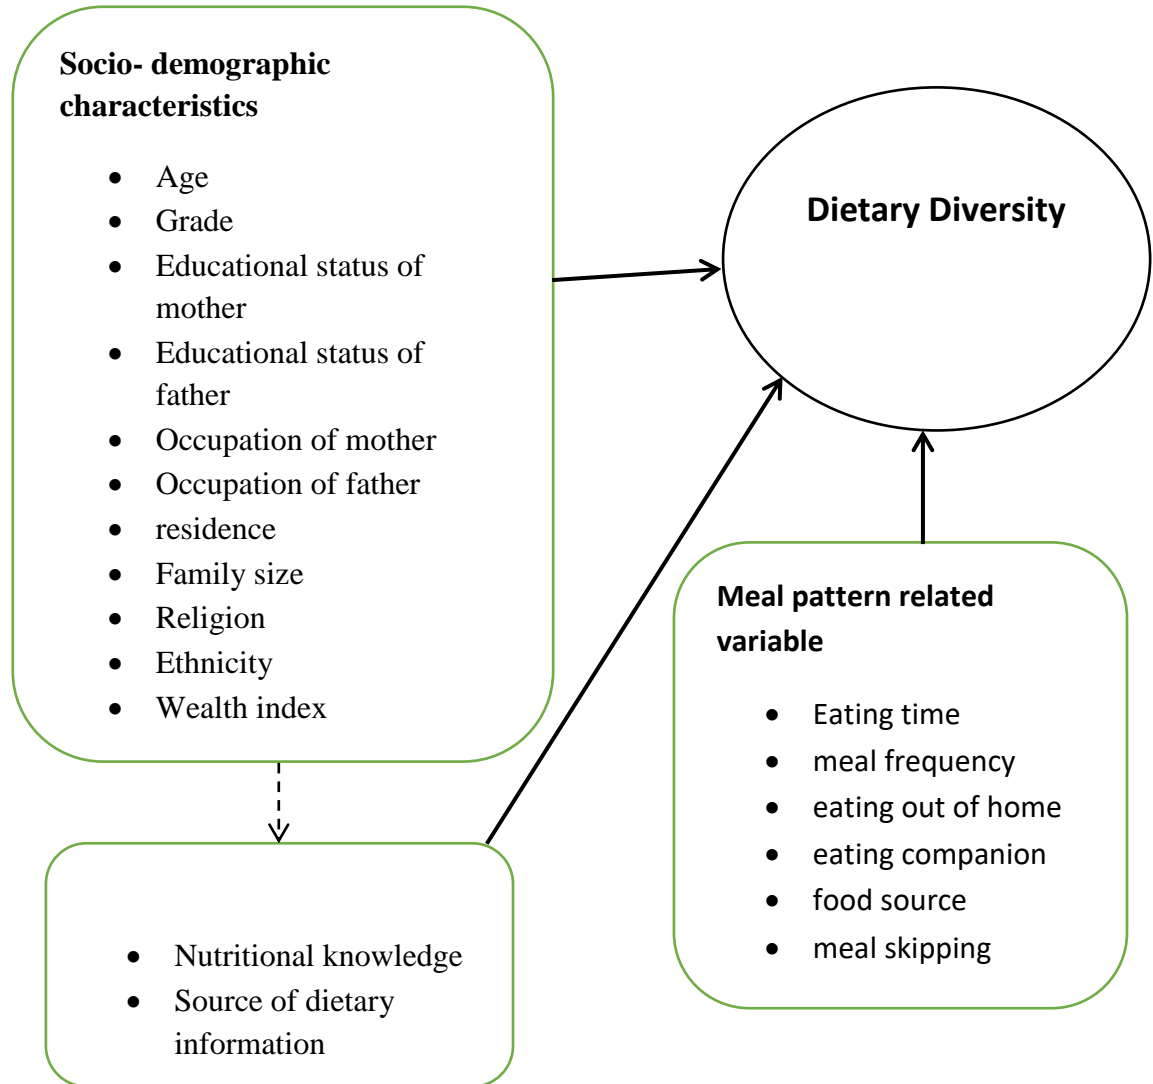 Socio- demographic
characteristics
• Age
• Grade
• Educational status of
mother
• Educational status of
father
• Occupation of mother
• Occupation of father
• residence
• Family size
• Religion
• Ethnicity
• Wealth index
Dietary Diversity
Meal pattern related
variable
• Eating time
• meal frequency
• eating out of home
• eating companion
• food source
• meal skipping
• Nutritional knowledge
• Source of dietary
information